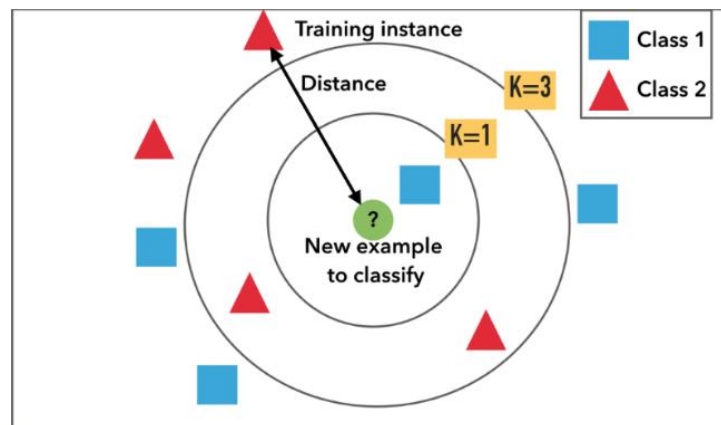 Training instance
Class 1
Distance
K=3
Class 2
K=1
?
New example
to classify